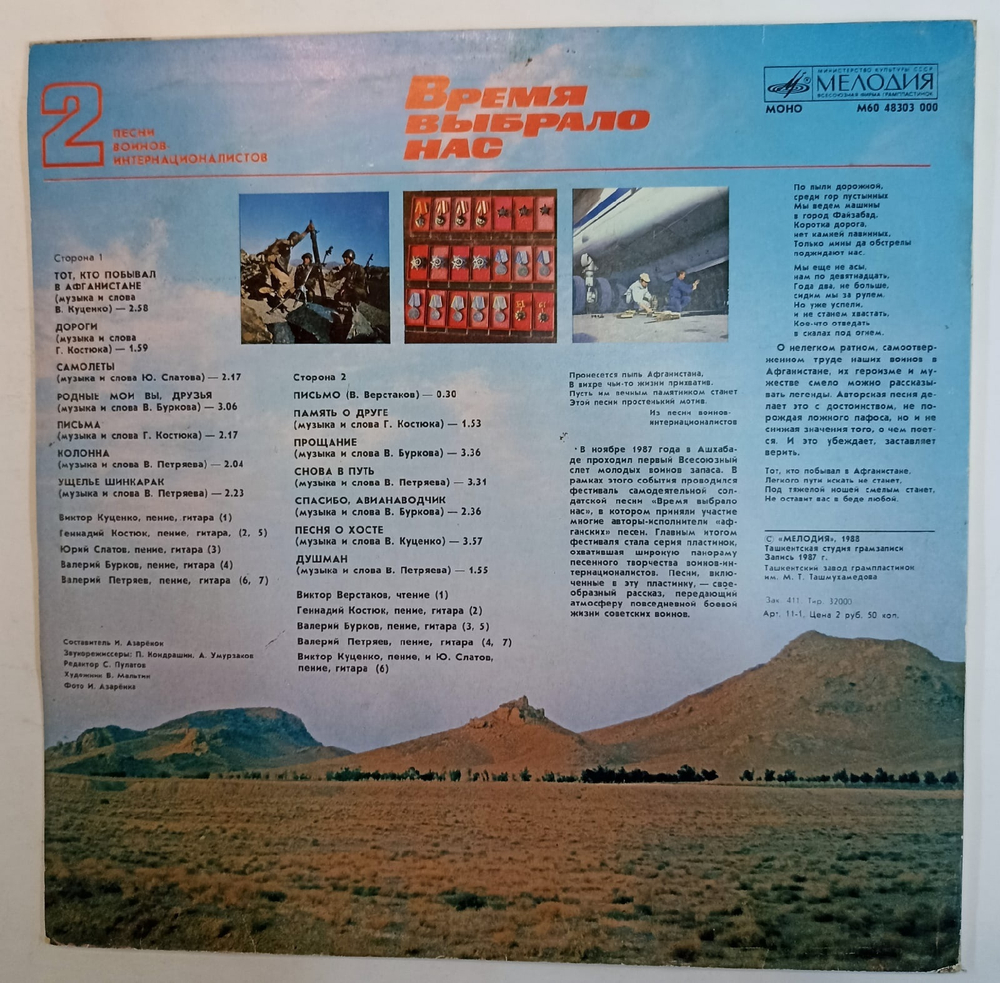 2
ПЕСНИ
ВОИНОВ-
ИНТЕРНАЦИОНАЛИСТОВ
ВРЕМЯ
ВЫБРАЛО
НАС
МИНИСТЕРСТВО КУЛЬТУРЫ СССР
МЕЛОДИЯ
ВСЕСОЮЗНАЯ ФИРМА ГРАМПЛАСТИНОК
МОНО М60 48303 000
Сторона 1
ТОТ, КТО ПОБЫВАЛ
В АФГАНИСТАНЕ
(музыка и слова
В. Куценко) — 2.58
ДОРОГИ
(музыка и слова
Г. Костюка) — 1.59
САМОЛЕТЫ
(музыка и слова Ю. Слатова) — 2.17
РОДНЫЕ МОИ ВЫ, ДРУЗЬЯ
(музыка и слова В. Буркова) — 3.06
ПИСЬМА
(музыка и слова Г. Костюка) — 2.17
КОЛОННА
(музыка и слова В. Петряева) — 2.04
УЩЕЛЬЕ ШИНКАРАК
(музыка и слова В. Петряева) — 2.23
Виктор Куценко, пение, гитара (1)
Геннадий Костюк, пение, гитара, (2, 5)
Юрий Слатов, пение, гитара (3)
Валерий Бурков, пение, гитара (4)
Валерий Петряев, пение, гитара (6, 7)
Составитель И. Азарёнок
Звукорежиссеры: П. Кондрашин, А. Умурзаков
Редактор С. Пулатов
Художник В. Мальтин
Фото И. Азарёнка
Сторона 2
ПИСЬМО (В. Верстаков) — 0.30
ПАМЯТЬ О ДРУГЕ
(музыка и слова Г. Костюка) — 1.53
ПРОЩАНИЕ
(музыка и слова В. Буркова) — 3.36
СНОВА В ПУТЬ
(музыка и слова В. Петряева) — 3.31
СПАСИБО, АВИАНАВОДЧИК
(музыка и слова В. Буркова) — 2.36
ПЕСНЯ О ХОСТЕ
(музыка и слова В. Куценко) — 3.57
ДУШМАН
(музыка и слова В. Петряева) — 1.55
Виктор Верстаков, чтение (1)
Геннадий Костюк, пение, гитара (2)
Валерий Бурков, пение, гитара (3, 5)
Валерий Петряев, пение, гитара (4, 7)
Виктор Куценко, пение, и Ю. Слатов,
пение, гитара (6)
Пронесется пыль Афганистана,
В вихре чьи-то жизни прихватив.
Пусть им вечным памятником станет
Этой песни простенький мотив.
Из песни воинов-
интернационалистов
В ноябре 1987 года в Ашхаба-
де проходил первый Всесоюзный
слет молодых воинов запаса. В
рамках этого события проводился
фестиваль самодеятельной сол-
датской песни «Время выбрало
нас», в котором приняли участие
многие авторы-исполнители «аф-
ганских» песен. Главным итогом
фестиваля стала серия пластинок,
охватившая широкую панораму
песенного творчества воинов-ин-
тернационалистов. Песни, вклю-
ченные в эту пластинку, — свое-
образный рассказ, передающий
атмосферу повседневной боевой
жизни советских воинов.
По пыли дорожной,
среди гор пустынных
Мы ведем машины
в город Файзабад.
Коротка дорога,
нет камней лавинных,
Только мины да обстрелы
поджидают нас.
Мы еще не асы,
нам по девятнадцать,
Года два, не больше,
сидим мы за рулем.
Но уже успели,
и не станем хвастать,
Кое-что отведать
в скалах под огнем.
О нелегком ратном, самоотвер-
женном труде наших воинов в
Афганистане, их героизме и му-
жестве смело можно рассказы-
вать легенды. Авторская песня де-
лает это с достоинством, не по-
рождая ложного пафоса, но и не
снижая значения того, о чем поет-
ся. И это убеждает, заставляет
верить.
Тот, кто побывал в Афганистане,
Легкого пути искать не станет,
Под тяжелой ношей смелым станет,
Не оставит вас в беде любой.
© «МЕЛОДИЯ», 1988
Ташкентская студия грамзаписи
Запись 1987 г.
Ташкентский завод грампластинок
им. М. Т. Ташмухамедова
Зак. 411. Тир. 32000
Арт. 11-1. Цена 2 руб. 50 коп.